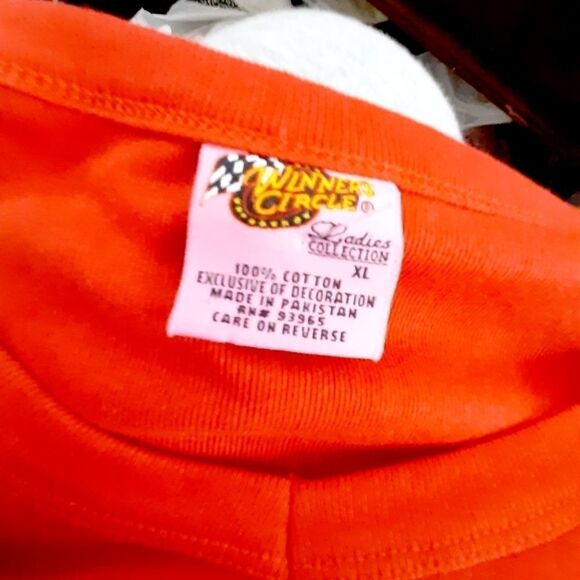 WINNER'S
CIRCLE®
Ladies
COLLECTION
XL
100% COTTON
EXCLUSIVE OF DECORATION
MADE IN PAKISTAN
RN# 93965
CARE ON REVERSE